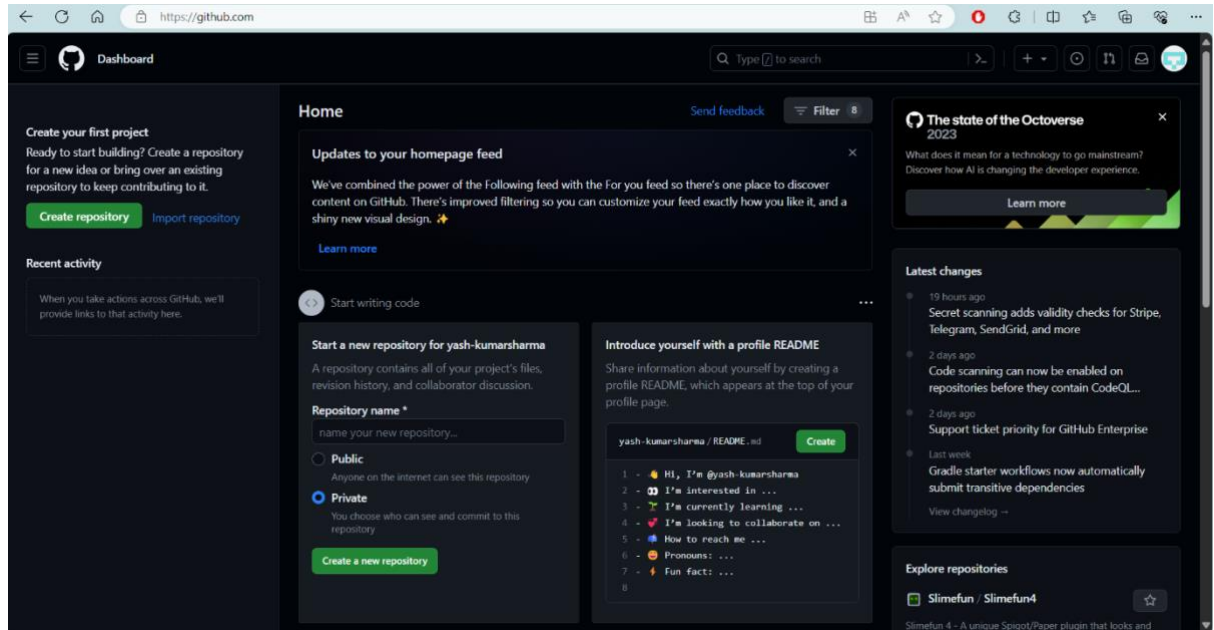 https://github.com
Dashboard
Type / to search
Create your first project
Ready to start building? Create a repository
for a new idea or bring over an existing
repository to keep contributing to it.
Create repository
Import repository
Recent activity
When you take actions across GitHub, we'll
provide links to that activity here.
Home
Send feedback
Filter 8
Updates to your homepage feed
We've combined the power of the Following feed with the For you feed so there's one place to discover
content on GitHub. There's improved filtering so you can customize your feed exactly how you like it, and a
shiny new visual design. ✨
Learn more
Start writing code
Start a new repository for yash-kumarsharma
A repository contains all of your project's files,
revision history, and collaborator discussion.
Repository name *
name your new repository...
Public
Anyone on the internet can see this repository
Private
You choose who can see and commit to this
repository
Create a new repository
Introduce yourself with a profile README
Share information about yourself by creating a
profile README, which appears at the top of your
profile page.
yash-kumarsharma / README.md
Create
1 - 👋 Hi, I'm @yash-kumarsharma
2 - 👀 I'm interested in ...
3 - 🌱 I'm currently learning ...
4 - 💞️ I'm looking to collaborate on ...
5 - 📫 How to reach me ...
6 - 😄 Pronouns: ...
7 - ⚡ Fun fact: ...
8
The state of the Octoverse
2023
What does it mean for a technology to go mainstream?
Discover how AI is changing the developer experience.
Learn more
Latest changes
19 hours ago
Secret scanning adds validity checks for Stripe,
Telegram, SendGrid, and more
2 days ago
Code scanning can now be enabled on
repositories before they contain CodeQL...
2 days ago
Support ticket priority for GitHub Enterprise
Last week
Gradle starter workflows now automatically
submit transitive dependencies
View changelog →
Explore repositories
Slimefun / Slimefun4
Slimefun 4 - A unique Spigot/Paper plugin that looks and